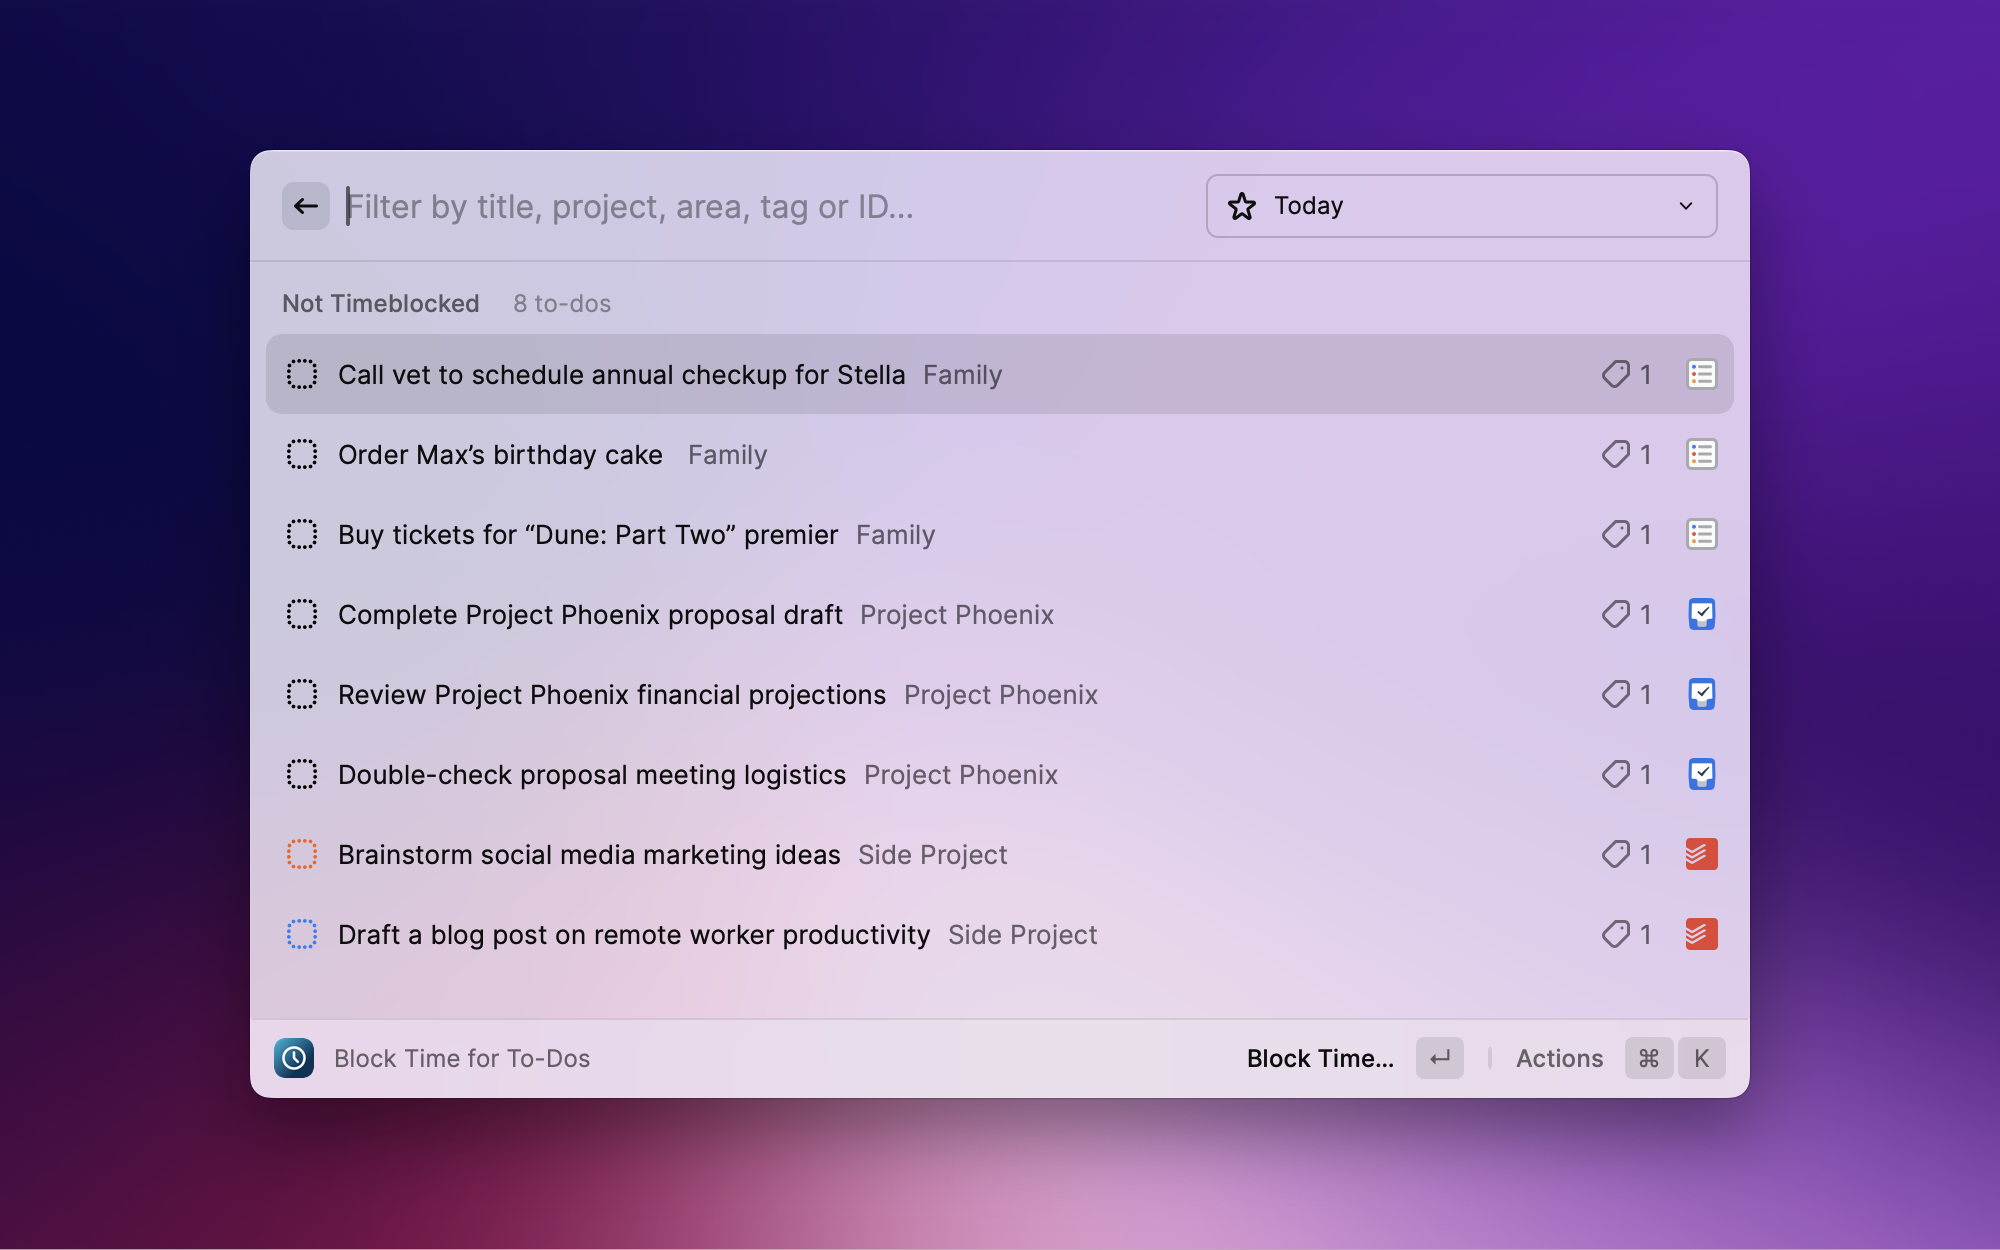 Filter by title, project, area, tag or ID...
Today
Not Timeblocked 8 to-dos
Call vet to schedule annual checkup for Stella Family 1
Order Max’s birthday cake Family 1
Buy tickets for “Dune: Part Two” premier Family 1
Complete Project Phoenix proposal draft Project Phoenix 1
Review Project Phoenix financial projections Project Phoenix 1
Double-check proposal meeting logistics Project Phoenix 1
Brainstorm social media marketing ideas Side Project 1
Draft a blog post on remote worker productivity Side Project 1
Block Time for To-Dos Block Time... ↵ Actions ⌘ K